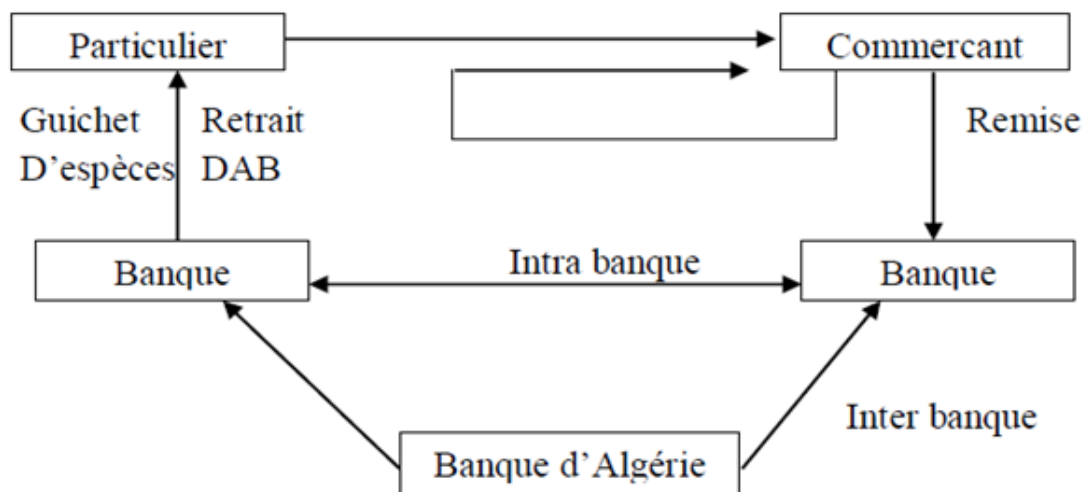 Particulier
Commercant
Guichet
D'espèces
Retrait
DAB
Remise
Banque
Intra banque
Banque
Inter banque
Banque d'Algérie